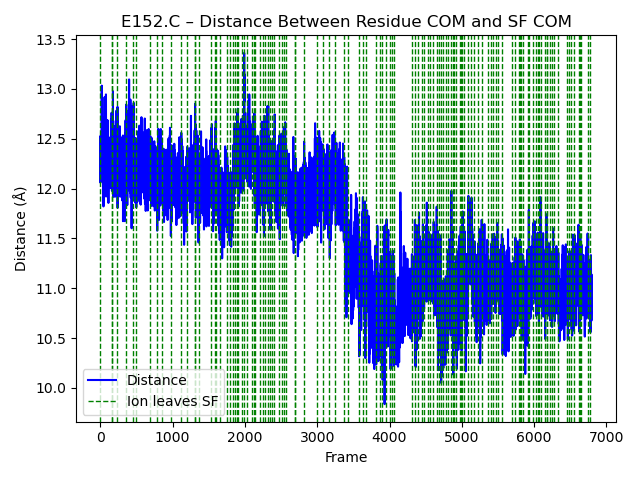 E152.C – Distance Between Residue COM and SF COM
Distance (Å)
13.5
13.0
12.5
12.0
11.5
11.0
10.5
10.0
Distance
Ion leaves SF
0 1000 2000 3000 4000 5000 6000 7000
Frame